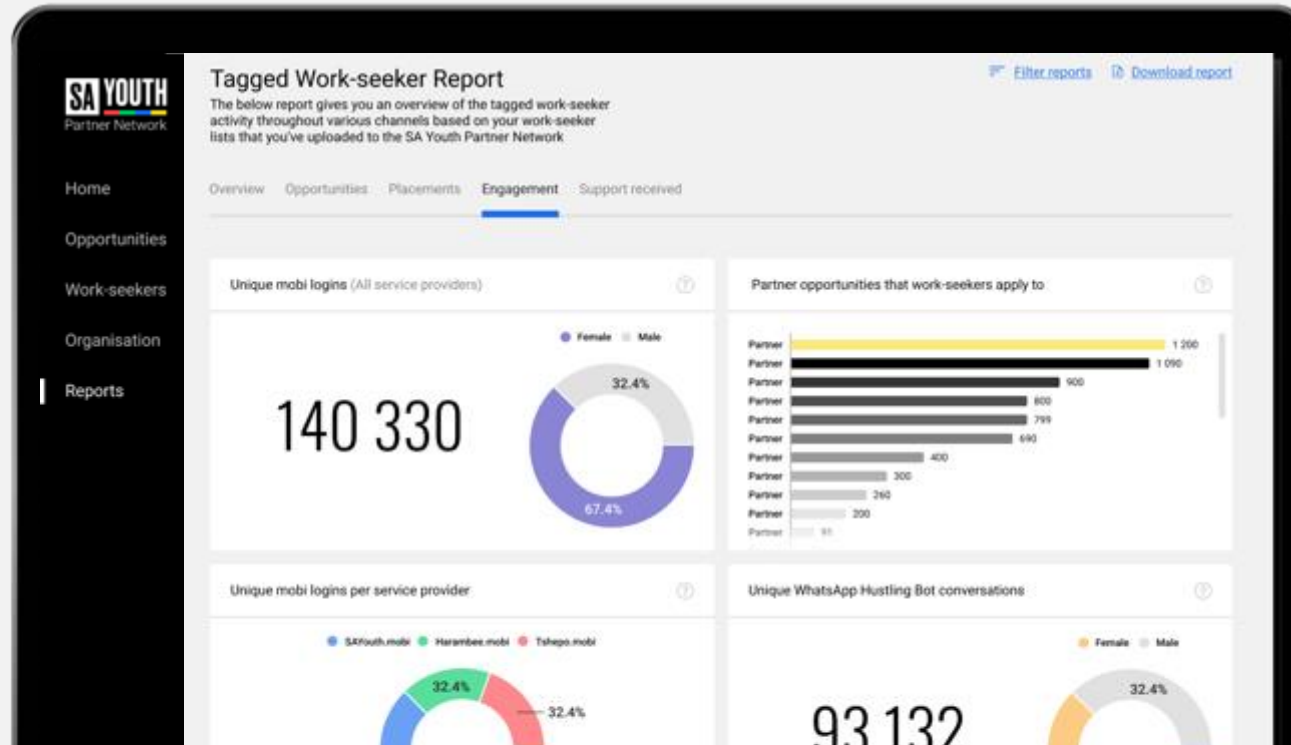 SA YOUTH
Partner Network
Home
Opportunities
Work-seekers
Organisation
Reports
Tagged Work-seeker Report
The below report gives you an overview of the tagged work-seeker
activity throughout various channels based on your work-seeker
lists that you've uploaded to the SA Youth Partner Network
Filter reports
Download report
Overview Opportunities Placements Engagement Support received
Unique mobi logins (All service providers)
?
Female Male
140 330
32.4%
67.4%
Partner opportunities that work-seekers apply to
?
Partner 1 200
Partner 1 090
Partner 900
Partner 800
Partner 799
Partner 690
Partner 400
Partner 300
Partner 260
Partner 200
Partner
Unique mobi logins per service provider
?
SAYouth.mobi Harambee.mobi Tshepo.mobi
32.4%
32.4%
Unique WhatsApp Hustling Bot conversations
?
Female Male
93 132
32.4%